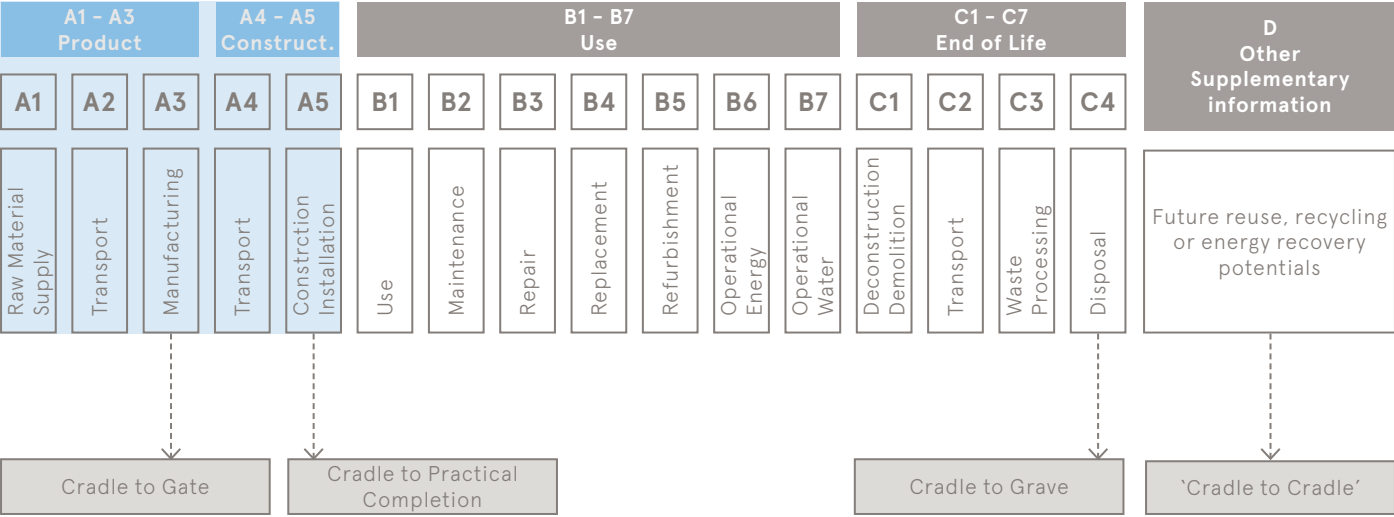 A1 – A3
Product
A4 – A5
Construct.
B1 – B7
Use
C1 – C7
End of Life
D
Other
Supplementary
information
A1
A2
A3
A4
A5
B1
B2
B3
B4
B5
B6
B7
C1
C2
C3
C4
Raw Material
Supply
Transport
Manufacturing
Transport
Constrction
Installation
Use
Maintenance
Repair
Replacement
Refurbishment
Operational
Energy
Operational
Water
Deconstruction
Demolition
Transport
Waste
Processing
Disposal
Future reuse, recycling
or energy recovery
potentials
Cradle to Gate
Cradle to Practical
Completion
Cradle to Grave
‘Cradle to Cradle’